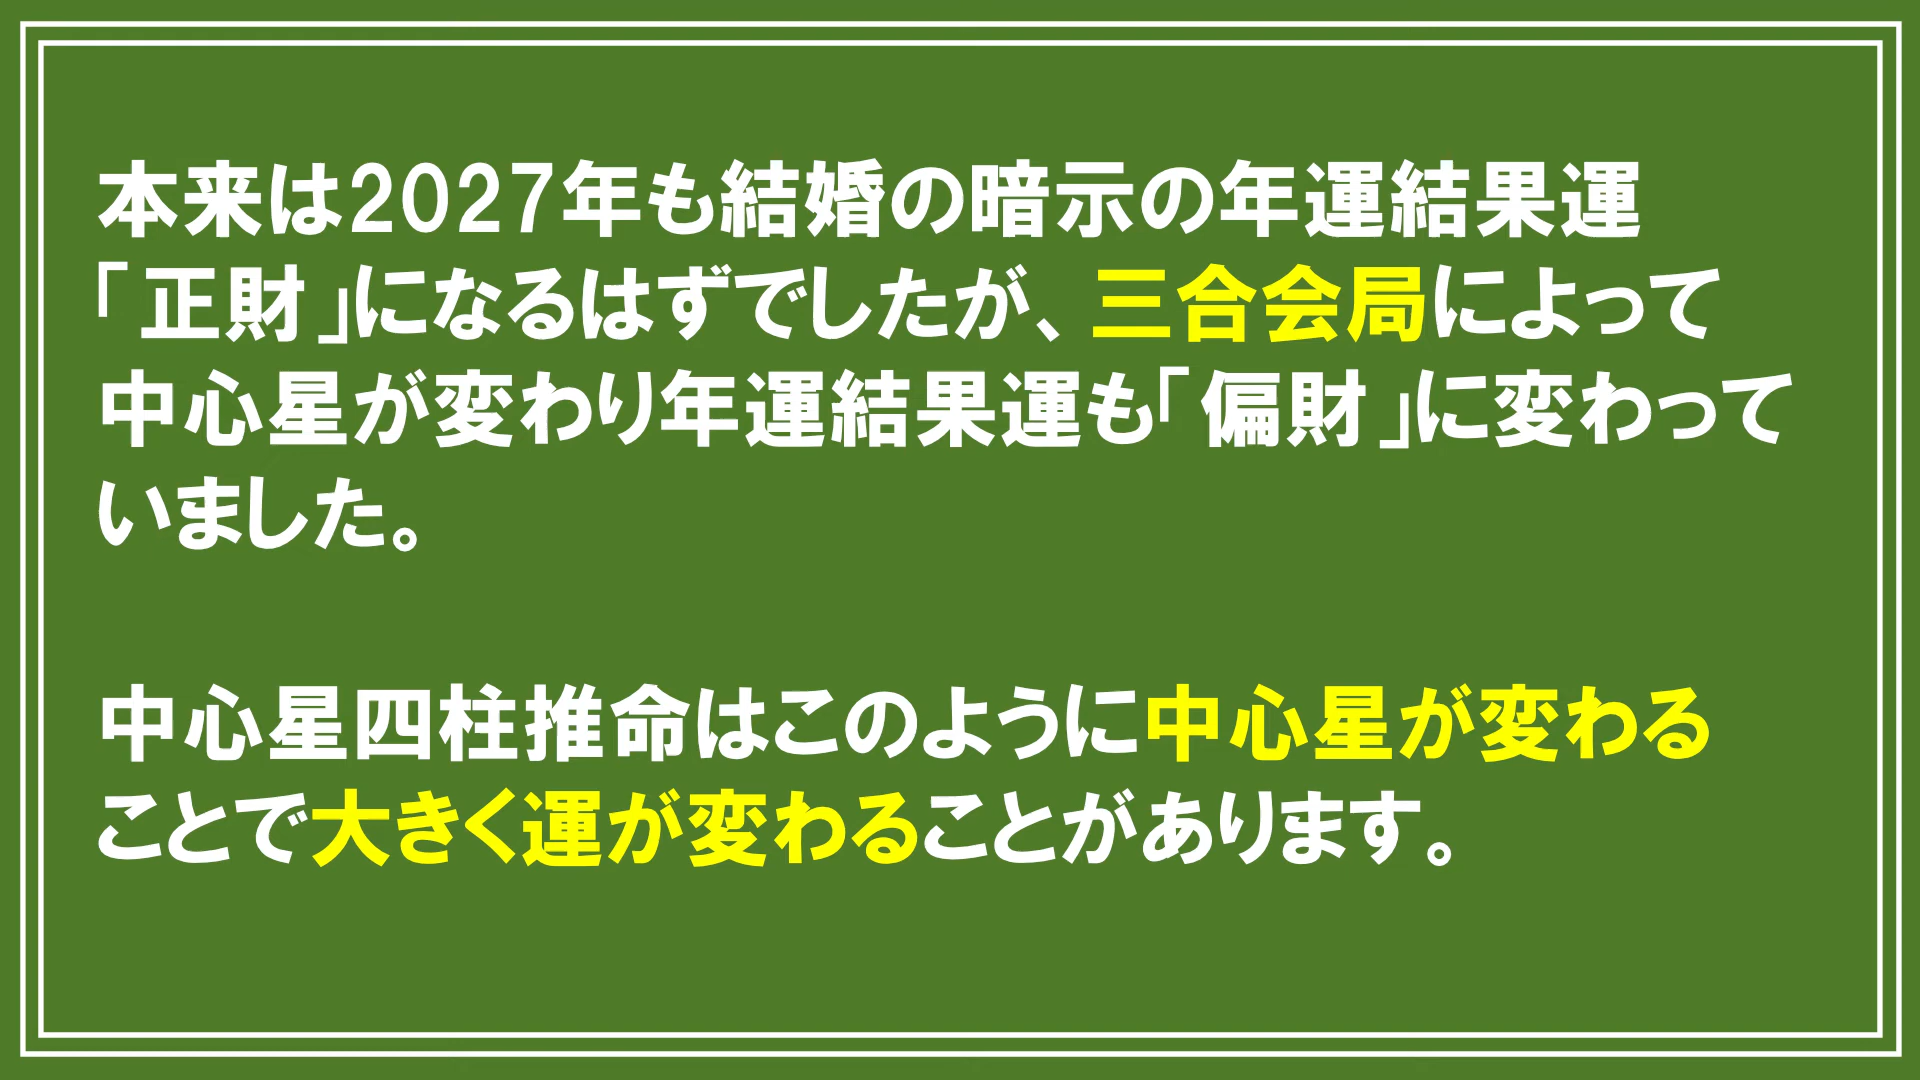 本来は2027年も結婚の暗示の年運結果運
「正財」になるはずでしたが、三合会局によって
中心星が変わり年運結果運も「偏財」に変わって
いました。
中心星四柱推命はこのように中心星が変わる
ことで大きく運が変わることがあります。